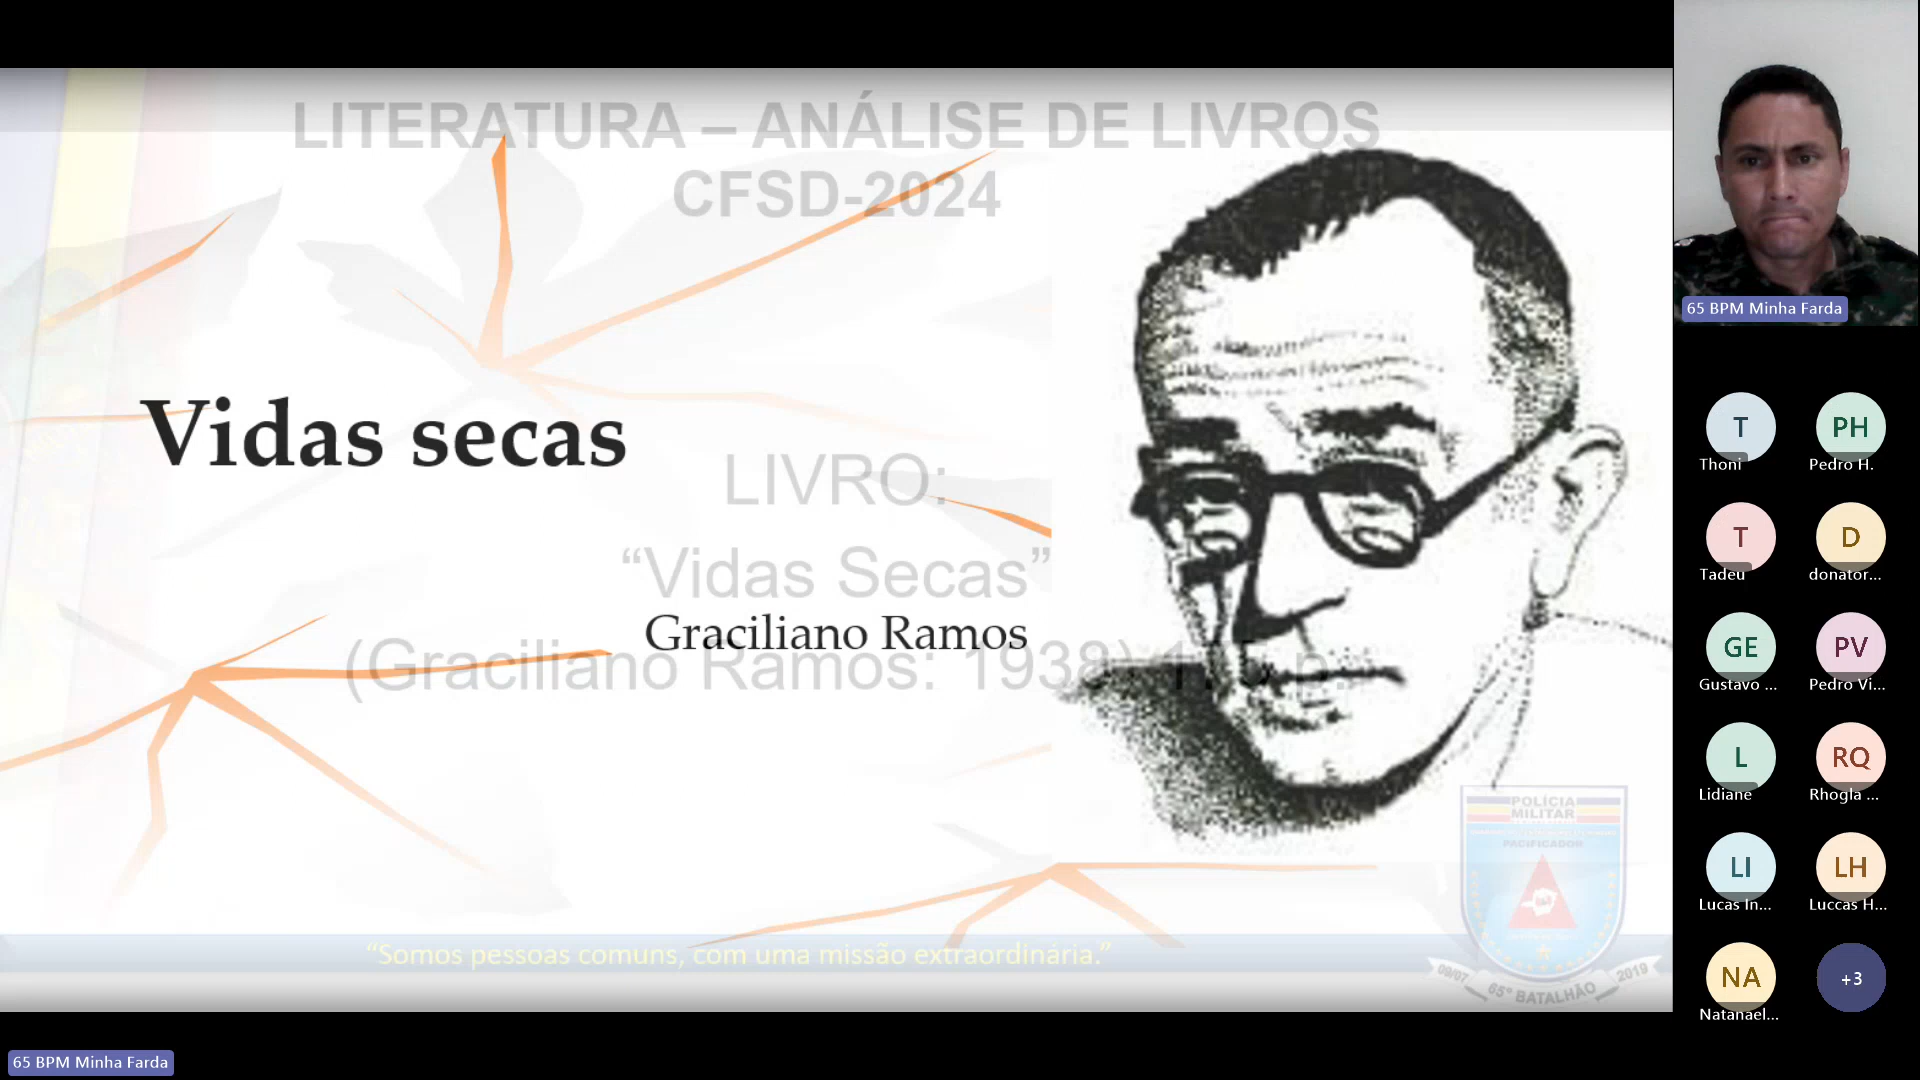 LITERATURA – ANÁLISE DE LIVROS
CFSD-2024
Vidas secas
LIVRO:
“Vidas Secas”
Graciliano Ramos
(Graciliano Ramos: 1938)
POLÍCIA
MILITAR
PACIFICADOR
“Somos pessoas comuns, com uma missão extraordinária.”
09/07
65º BATALHÃO
2019
65 BPM Minha Farda
T
Thoni
PH
Pedro H.
T
Tadeu
D
donator...
GE
Gustavo ...
PV
Pedro Vi...
L
Lidiane
RQ
Rhogla ...
LI
Lucas In...
LH
Luccas H...
NA
Natanael...
+3
65 BPM Minha Farda